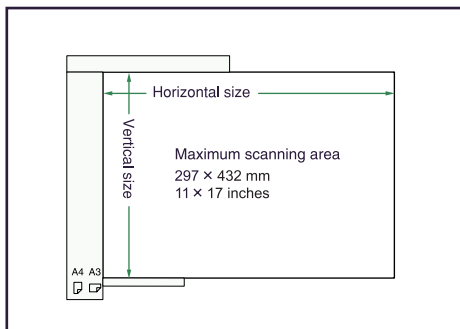 Horizontal size
Vertical size
Maximum scanning area
297 × 432 mm
11 × 17 inches
A4 A3